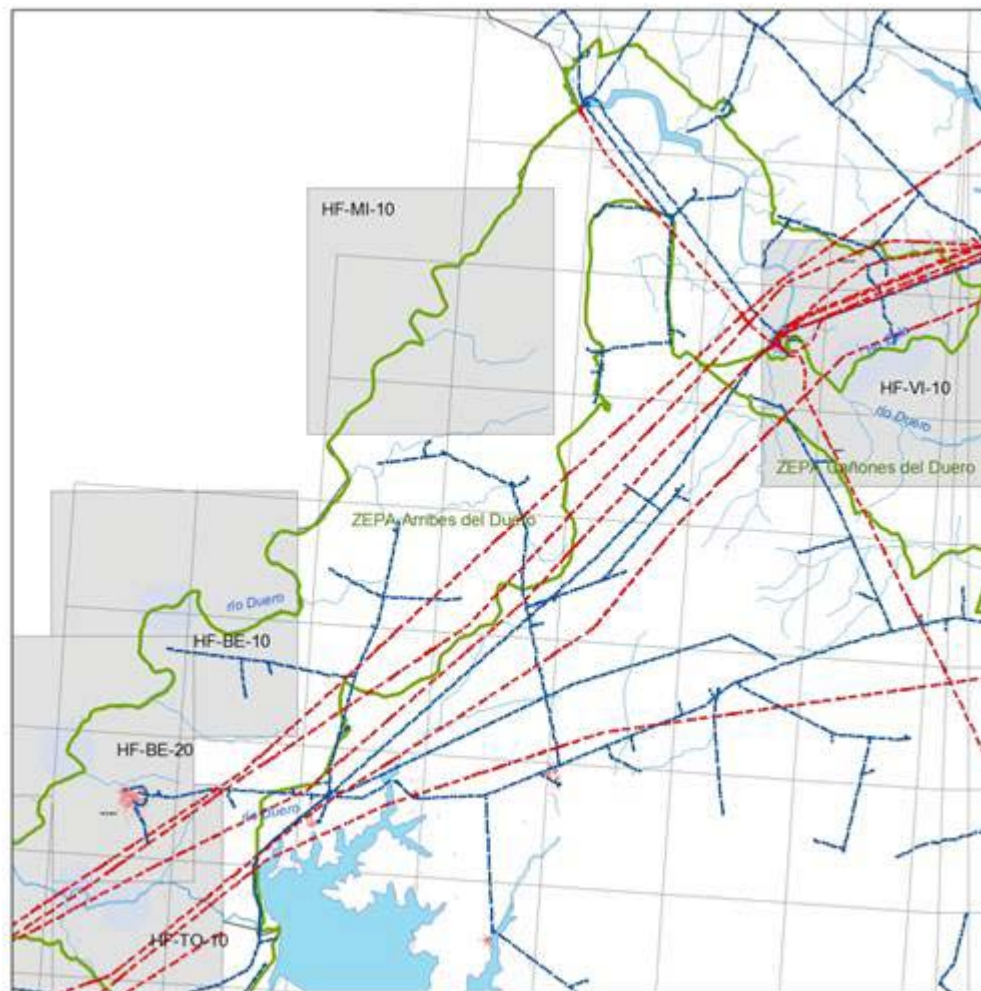 HF-MI-10
HF-VI-10
río Duero
ZEPA Cañones del Duero
ZEPA Arribes del Duero
río Duero
HF-BE-10
HF-BE-20
río Duero
HF-TO-10